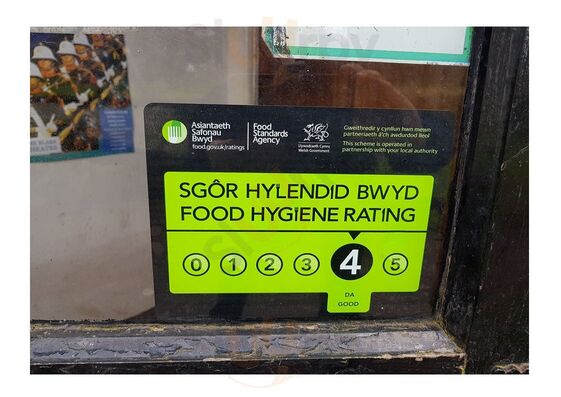 Asiantaeth
Safonau
Bwyd
food.gov.uk/ratings
Food
Standards
Agency
Llywodraeth Cymru
Welsh Government
Gweithredir y cynllun hwn mewn
partneriaeth â'ch awdurdod lleol
This scheme is operated in
partnership with your local authority
SGÔR HYLENDID BWYD
FOOD HYGIENE RATING
0 1 2 3 4 5
DA
GOOD